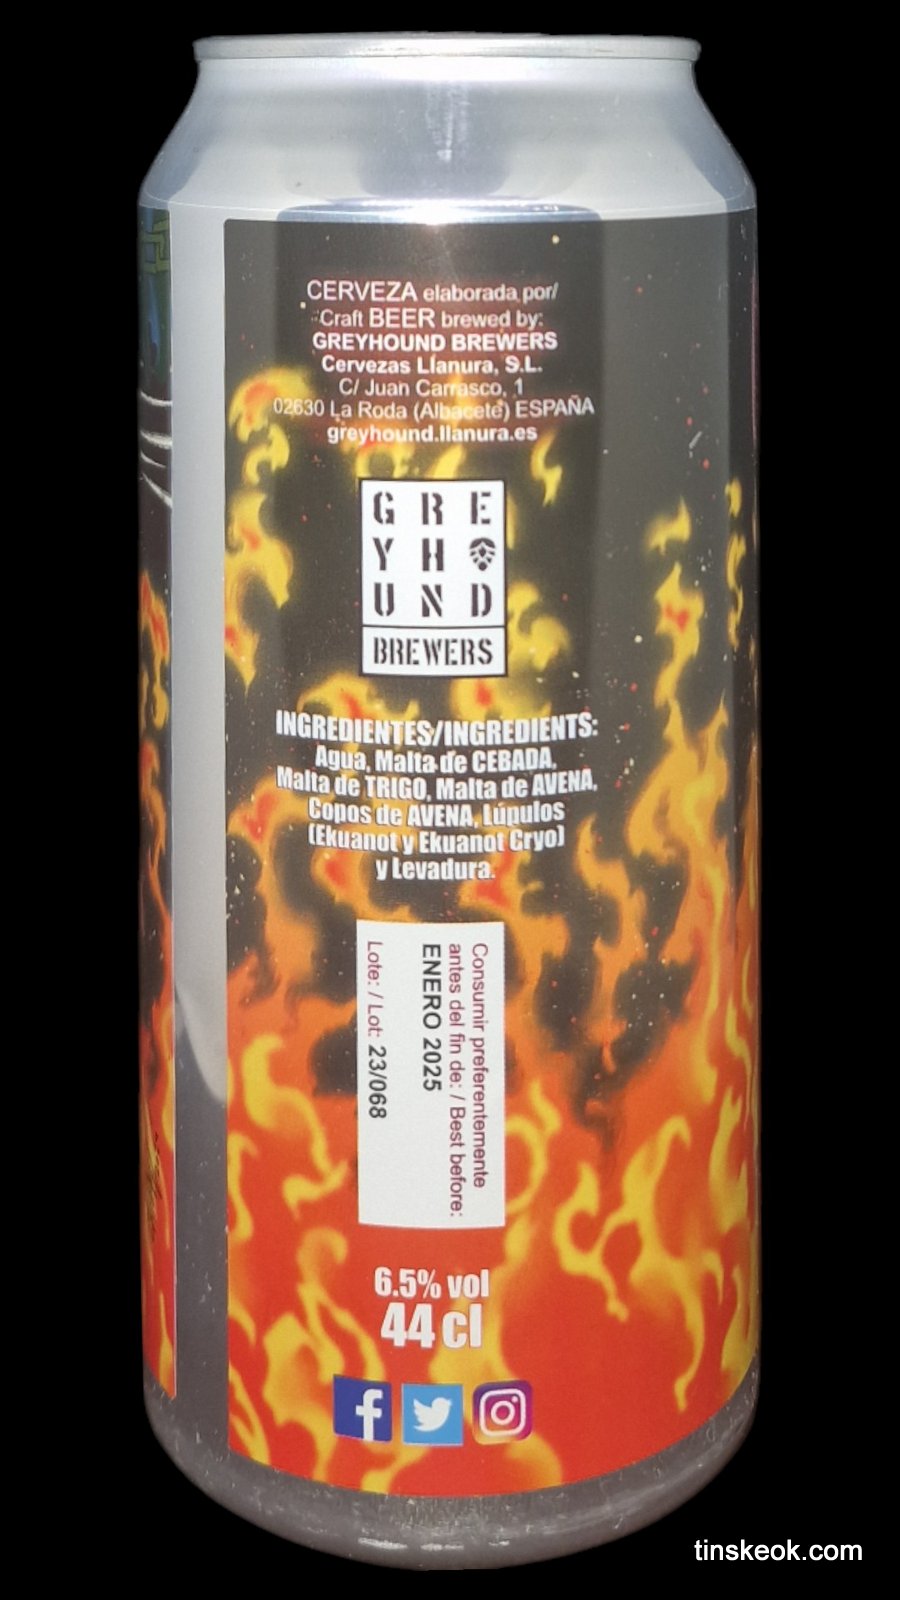 CERVEZA elaborada por/
Craft BEER brewed by:
GREYHOUND BREWERS
Cervezas Llanura, S.L.
C/ Juan Carrasco, 1
02630 La Roda (Albacete) ESPAÑA
greyhound.llanura.es
G R E
Y H
U N D
BREWERS
INGREDIENTES/INGREDIENTS:
Agua, Malta de CEBADA,
Malta de TRIGO, Malta de AVENA,
Copos de AVENA, Lúpulos
(Ekuanot y Ekuanot Cryo)
y Levadura.
Consumir preferentemente
antes del fin de: / Best before:
ENERO 2025
Lote: / Lot: 23/068
6.5% vol
44 cl
tinskeok.com